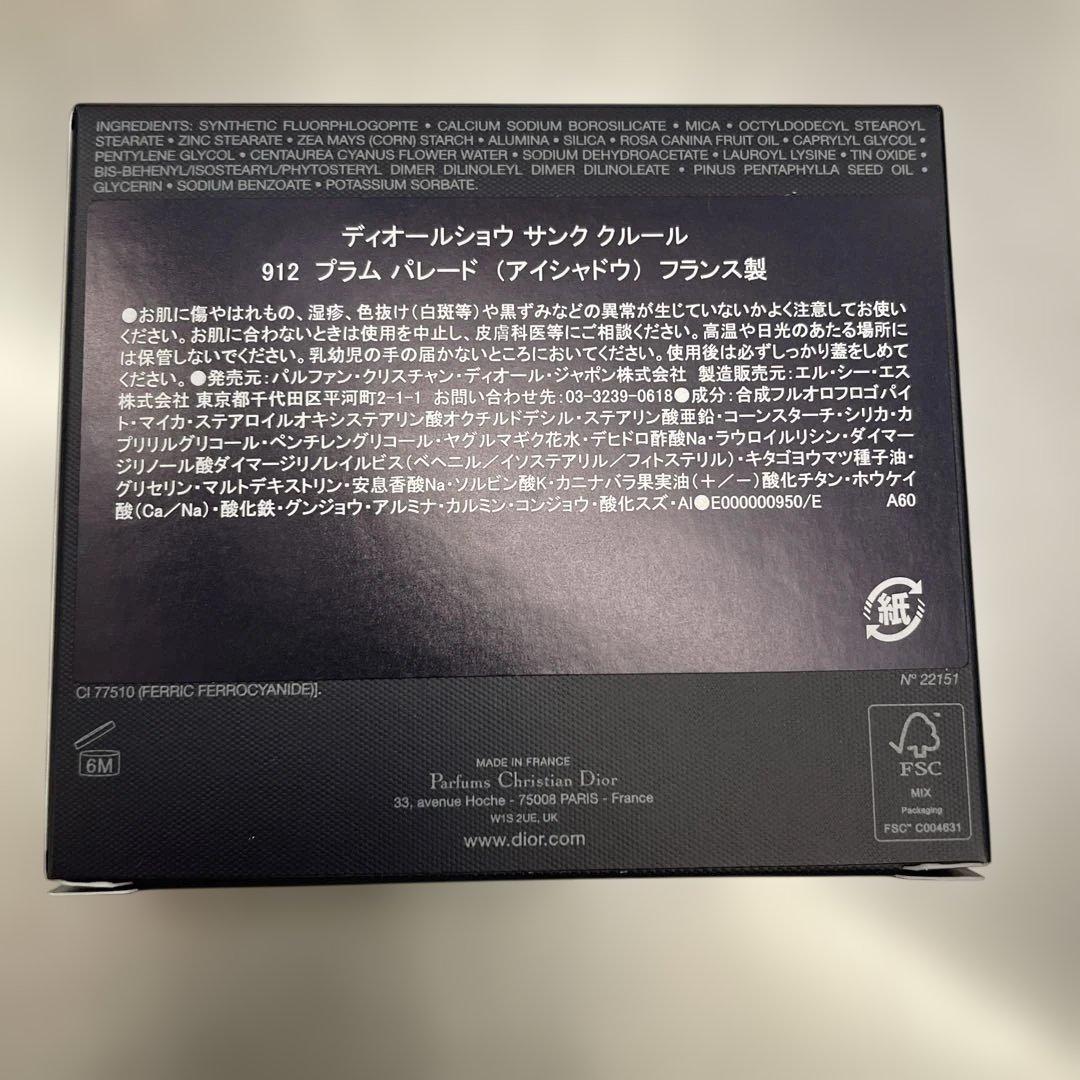 INGREDIENTS: SYNTHETIC FLUORPHLOGOPITE • CALCIUM SODIUM BOROSILICATE • MICA • OCTYLDODECYL STEAROYL
STEARATE • ZINC STEARATE • ZEA MAYS (CORN) STARCH • ALUMINA • SILICA • ROSA CANINA FRUIT OIL • CAPRYLYL GLYCOL •
PENTYLENE GLYCOL • CENTAUREA CYANUS FLOWER WATER • SODIUM DEHYDROACETATE • LAUROYL LYSINE • TIN OXIDE •
BIS-BEHENYL/ISOSTEARYL/PHYTOSTERYL DIMER DILINOLEYL DIMER DILINOLEATE • PINUS PENTAPHYLLA SEED OIL •
GLYCERIN • SODIUM BENZOATE • POTASSIUM SORBATE.
ディオールショウ サンク クルール
912 プラム パレード (アイシャドウ) フランス製
●お肌に傷やはれもの、湿疹、色抜け(白斑等)や黒ずみなどの異常が生じていないかよく注意してお使い
ください。お肌に合わないときは使用を中止し、皮膚科医等にご相談ください。高温や日光のあたる場所に
は保管しないでください。乳幼児の手の届かないところにおいてください。使用後は必ずしっかり蓋をしめて
ください。●発売元:パルファン・クリスチャン・ディオール・ジャポン株式会社 製造販売元:エル・シー・エス
株式会社 東京都千代田区平河町2-1-1 お問い合わせ先:03-3239-0618●成分:合成フルオロフロゴパイ
ト・マイカ・ステアロイルオキシステアリン酸オクチルドデシル・ステアリン酸亜鉛・コーンスターチ・シリカ・カ
プリリルグリコール・ペンチレングリコール・ヤグルマギク花水・デヒドロ酢酸Na・ラウロイルリシン・ダイマー
ジリノール酸ダイマージリノレイルビス(ベヘニル/イソステアリル/フィトステリル)・キタゴヨウマツ種子油・
グリセリン・マルトデキストリン・安息香酸Na・ソルビン酸K・カニナバラ果実油(+/-)酸化チタン・ホウケイ
酸(Ca/Na)・酸化鉄・グンジョウ・アルミナ・カルミン・コンジョウ・酸化スズ・Al●E000000950/E A60
紙
CI 77510 (FERRIC FERROCYANIDE)].
N° 22151
6M
MADE IN FRANCE
Parfums Christian Dior
33, avenue Hoche - 75008 PARIS - France
W1S 2UE, UK
www.dior.com
FSC
MIX
Packaging
FSC™ C004631